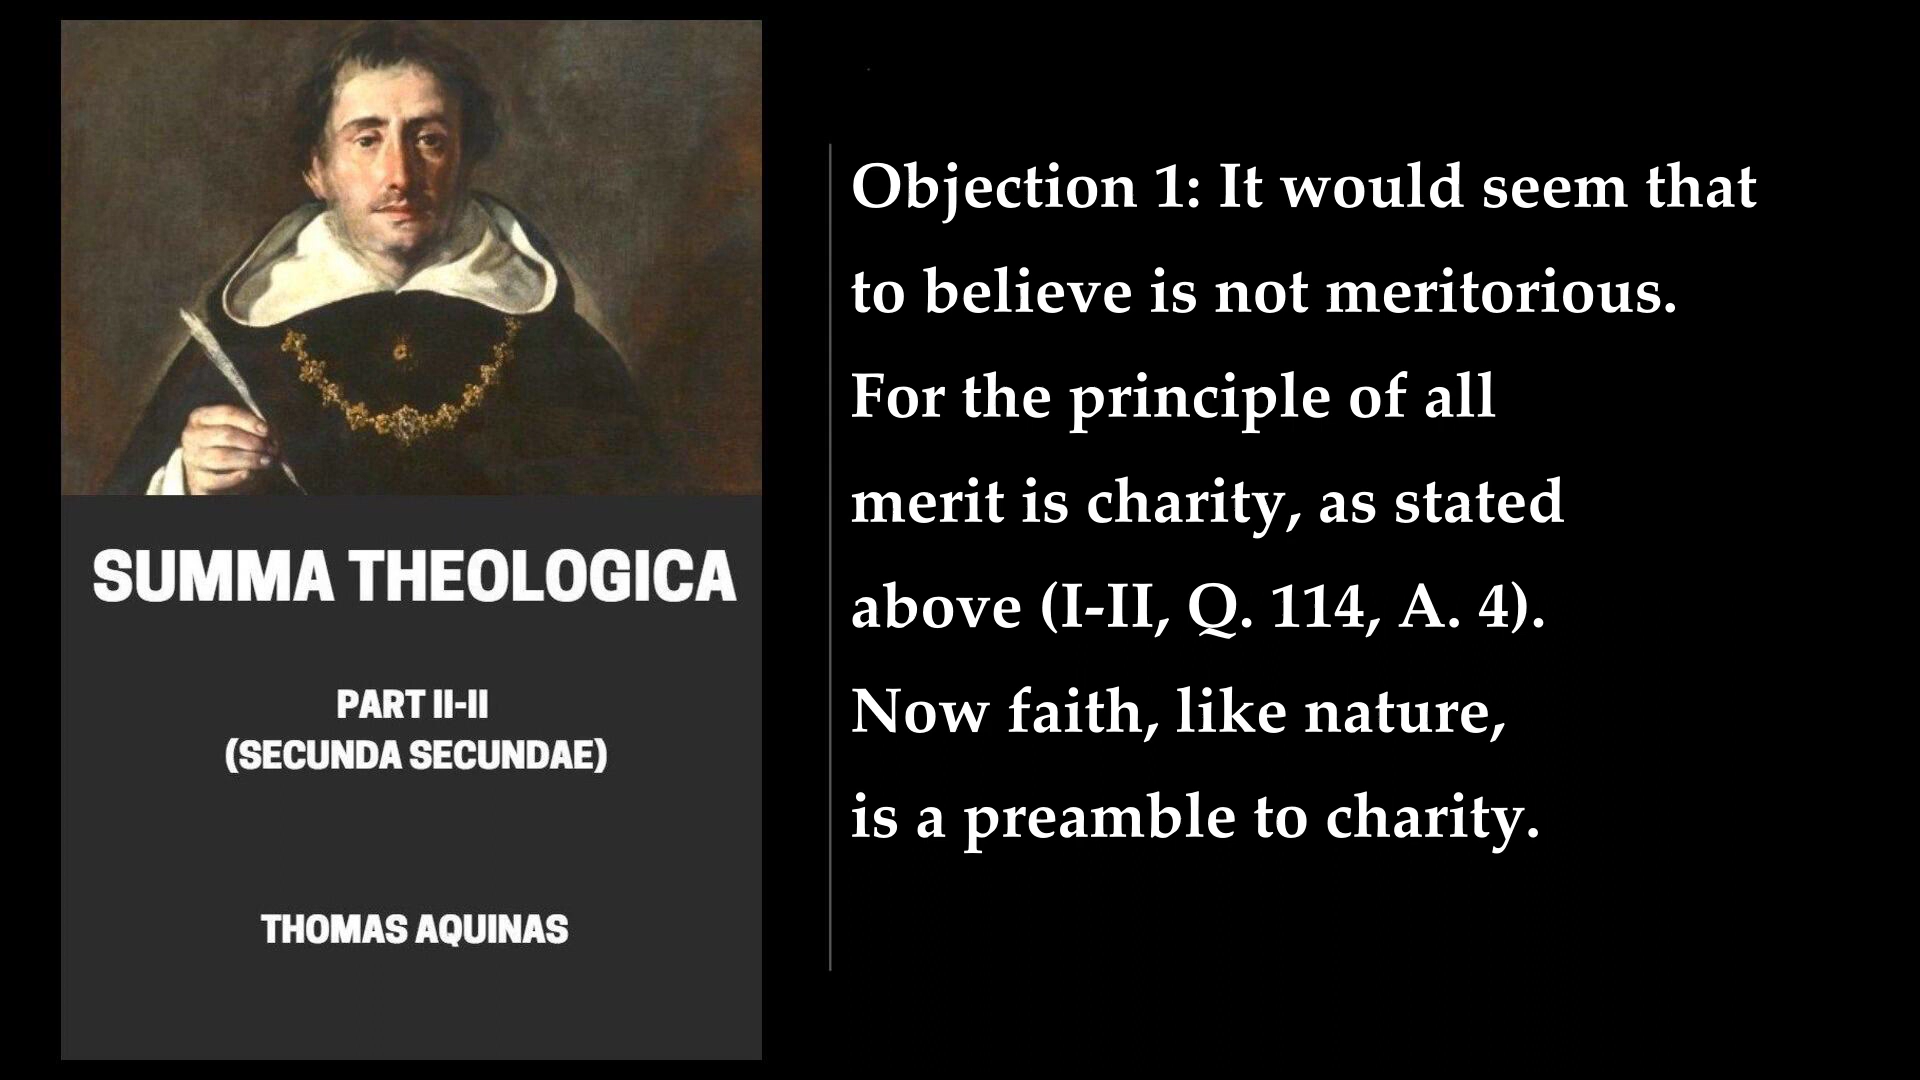 SUMMA THEOLOGICA
PART II-II
(SECUNDA SECUNDAE)
THOMAS AQUINAS
Objection 1: It would seem that
to believe is not meritorious.
For the principle of all
merit is charity, as stated
above (I-II, Q. 114, A. 4).
Now faith, like nature,
is a preamble to charity.